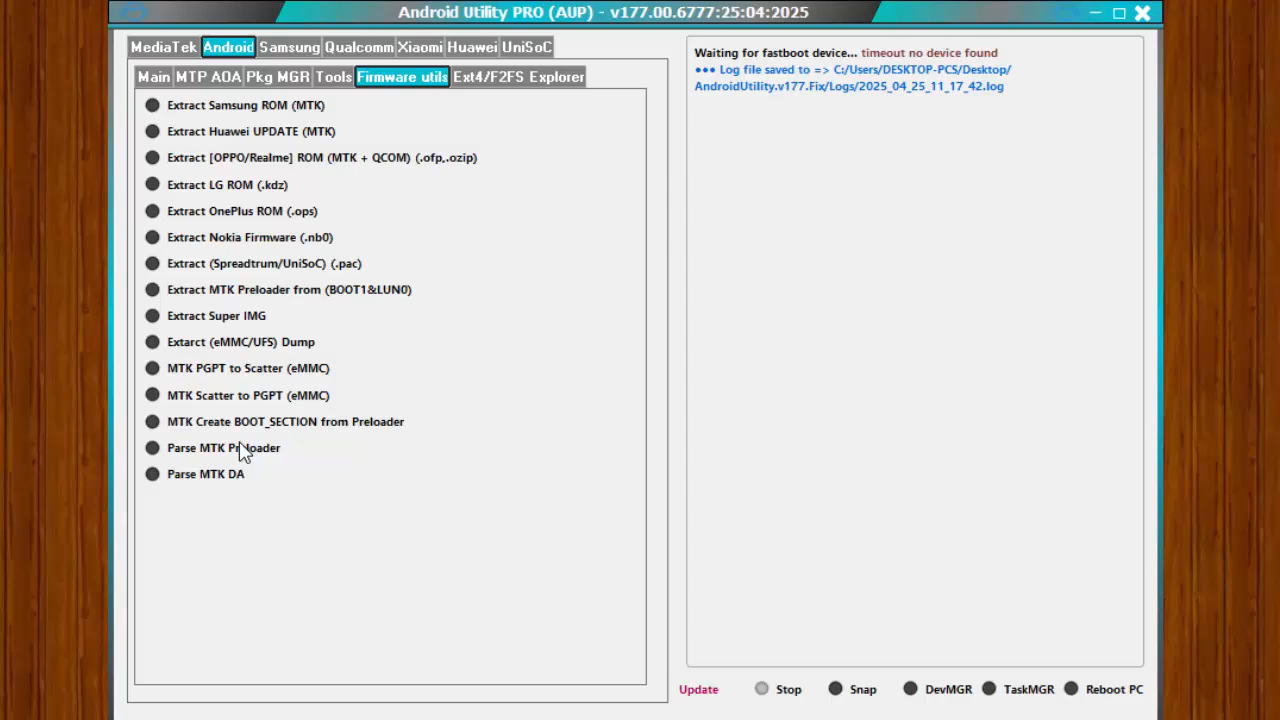 Android Utility PRO (AUP) - v177.00.6777:25:04:2025
MediaTek Android Samsung Qualcomm Xiaomi Huawei UniSoC
Main MTP AOA Pkg MGR Tools Firmware utils Ext4/F2FS Explorer
Extract Samsung ROM (MTK)
Extract Huawei UPDATE (MTK)
Extract [OPPO/Realme] ROM (MTK + QCOM) (.ofp,.ozip)
Extract LG ROM (.kdz)
Extract OnePlus ROM (.ops)
Extract Nokia Firmware (.nb0)
Extract (Spreadtrum/UniSoC) (.pac)
Extract MTK Preloader from (BOOT1&LUN0)
Extract Super IMG
Extarct (eMMC/UFS) Dump
MTK PGPT to Scatter (eMMC)
MTK Scatter to PGPT (eMMC)
MTK Create BOOT_SECTION from Preloader
Parse MTK Preloader
Parse MTK DA
Waiting for fastboot device... timeout no device found
••• Log file saved to => C:/Users/DESKTOP-PCS/Desktop/
AndroidUtility.v177.Fix/Logs/2025_04_25_11_17_42.log
Update Stop Snap DevMGR TaskMGR Reboot PC